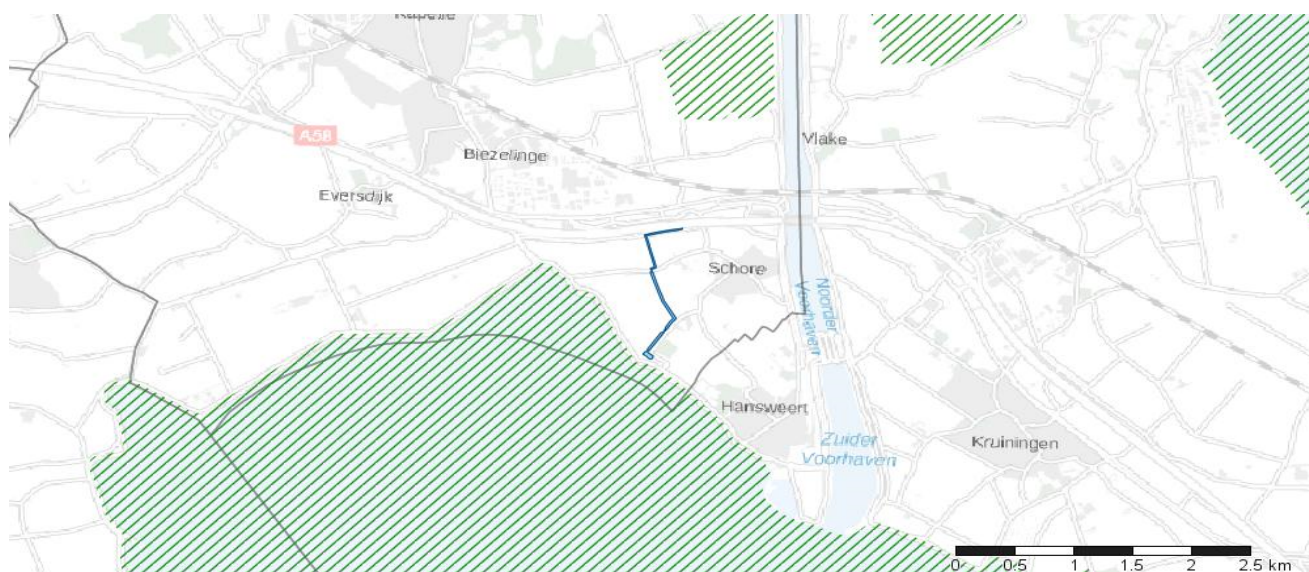 Kapelle
A58
Biezelinge
Vlake
Eversdijk
Schore
Noorder
Voorhaven
Hansweert
Zuider
Voorhaven
Kruiningen
0 0.5 1 1.5 2 2.5 km